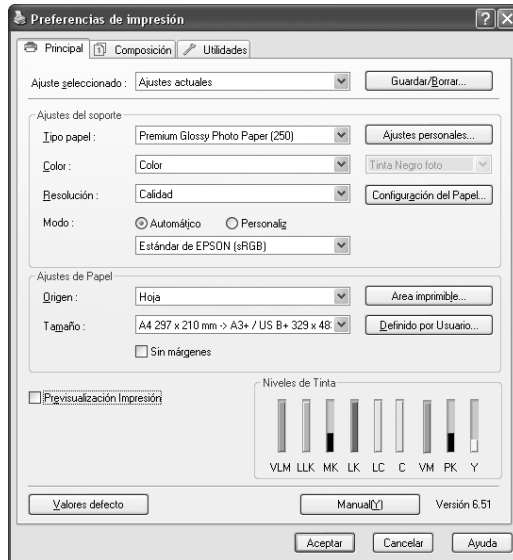 Preferencias de impresión
Principal Composición Utilidades
Ajuste seleccionado : Ajustes actuales Guardar/Borrar...
Ajustes del soporte
Tipo papel : Premium Glossy Photo Paper (250) Ajustes personales...
Color : Color Tinta Negro foto
Resolución : Calidad Configuración del Papel...
Modo : Automático Personaliz
Estándar de EPSON (sRGB)
Ajustes de Papel
Origen : Hoja Area imprimible...
Tamaño : A4 297 x 210 mm -> A3+ / US B+ 329 x 48: Definido por Usuario...
Sin márgenes
Previsualización Impresión
Niveles de Tinta
VLM LLK MK LK LC C VM PK Y
Valores defecto Manual(Y) Versión 6.51
Aceptar Cancelar Ayuda